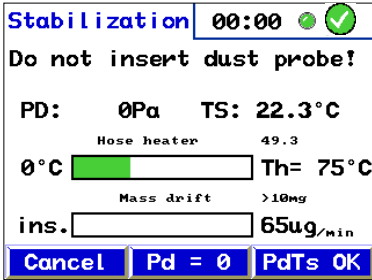 Stabilization 00:00
Do not insert dust probe!
PD: 0Pa TS: 22.3°C
Hose heater 49.3
0°C Th= 75°C
Mass drift >10mg
ins. 65ug/min
Cancel Pd = 0 PdTs OK